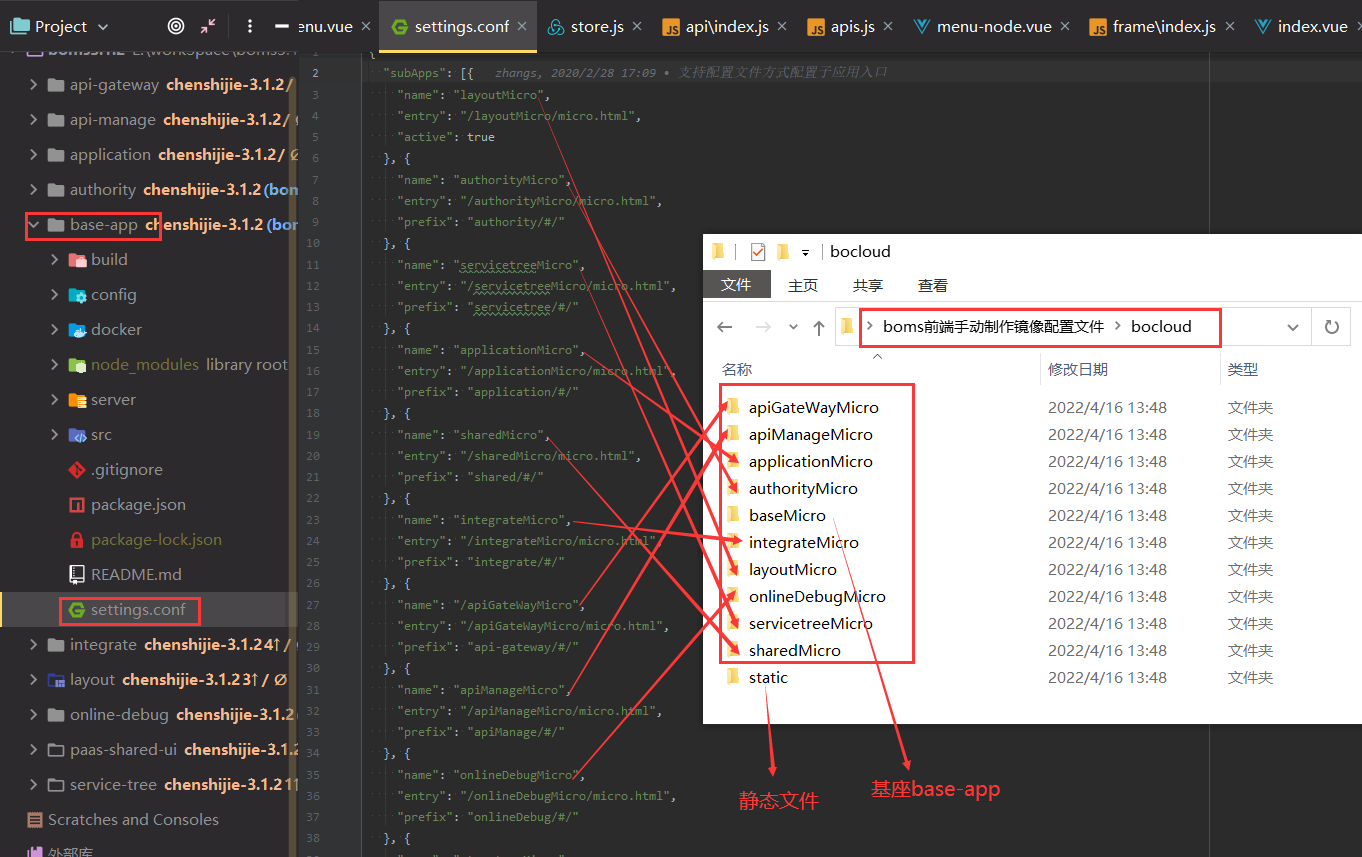 Project
enu.vue
settings.conf
store.js
api\index.js
apis.js
menu-node.vue
frame\index.js
index.vue
api-gateway chenshijie-3.1.2 /
api-manage chenshijie-3.1.2 /
application chenshijie-3.1.2 / ∅
authority chenshijie-3.1.2 (bom
base-app chenshijie-3.1.2 (bom
build
config
docker
node_modules library root
server
src
.gitignore
package.json
package-lock.json
README.md
settings.conf
integrate chenshijie-3.1.2 4↑ /
layout chenshijie-3.1.2 3↑ / ∅
online-debug chenshijie-3.1.2
paas-shared-ui chenshijie-3.1.2
service-tree chenshijie-3.1.2 1↑
Scratches and Consoles
外部库
1 {
2 "subApps": [{ zhangs, 2020/2/28 17:09 • 支持配置文件方式配置子应用入口
3 "name": "layoutMicro",
4 "entry": "/layoutMicro/micro.html",
5 "active": true
6 }, {
7 "name": "authorityMicro",
8 "entry": "/authorityMicro/micro.html",
9 "prefix": "authority/#/"
10 }, {
11 "name": "servicetreeMicro",
12 "entry": "/servicetreeMicro/micro.html",
13 "prefix": "servicetree/#/"
14 }, {
15 "name": "applicationMicro",
16 "entry": "/applicationMicro/micro.html",
17 "prefix": "application/#/"
18 }, {
19 "name": "sharedMicro",
20 "entry": "/sharedMicro/micro.html",
21 "prefix": "shared/#/"
22 }, {
23 "name": "integrateMicro",
24 "entry": "/integrateMicro/micro.html",
25 "prefix": "integrate/#/"
26 }, {
27 "name": "/apiGateWayMicro",
28 "entry": "/apiGateWayMicro/micro.html",
29 "prefix": "api-gateway/#/"
30 }, {
31 "name": "apiManageMicro",
32 "entry": "/apiManageMicro/micro.html",
33 "prefix": "apiManage/#/"
34 }, {
35 "name": "onlineDebugMicro",
36 "entry": "/onlineDebugMicro/micro.html",
37 "prefix": "onlineDebug/#/"
38 }, {
bocloud
文件 主页 共享 查看
boms前端手动制作镜像配置文件 > bocloud
名称 修改日期 类型
apiGateWayMicro 2022/4/16 13:48 文件夹
apiManageMicro 2022/4/16 13:48 文件夹
applicationMicro 2022/4/16 13:48 文件夹
authorityMicro 2022/4/16 13:48 文件夹
baseMicro 2022/4/16 13:48 文件夹
integrateMicro 2022/4/16 13:48 文件夹
layoutMicro 2022/4/16 13:48 文件夹
onlineDebugMicro 2022/4/16 13:48 文件夹
servicetreeMicro 2022/4/16 13:48 文件夹
sharedMicro 2022/4/16 13:48 文件夹
static 2022/4/16 13:48 文件夹
静态文件
基座base-app